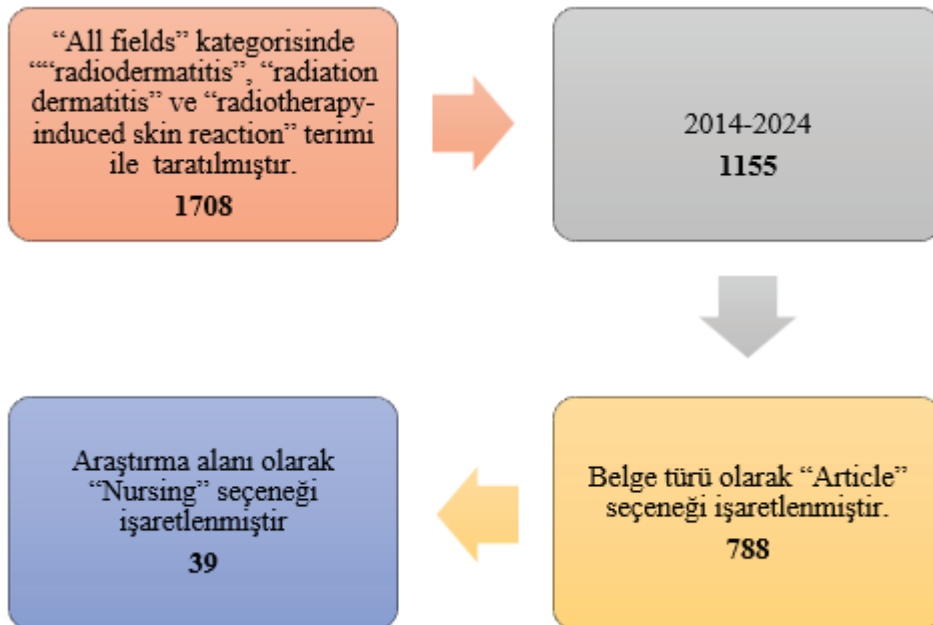 “All fields” kategorisinde
““radiodermatitis”, “radiation
dermatitis” ve “radiotherapy-
induced skin reaction” terimi
ile taratılmıştır.
1708
2014-2024
1155
Belge türü olarak “Article”
seçeneği işaretlenmiştir.
788
Araştırma alanı olarak
“Nursing” seçeneği
işaretlenmiştir
39